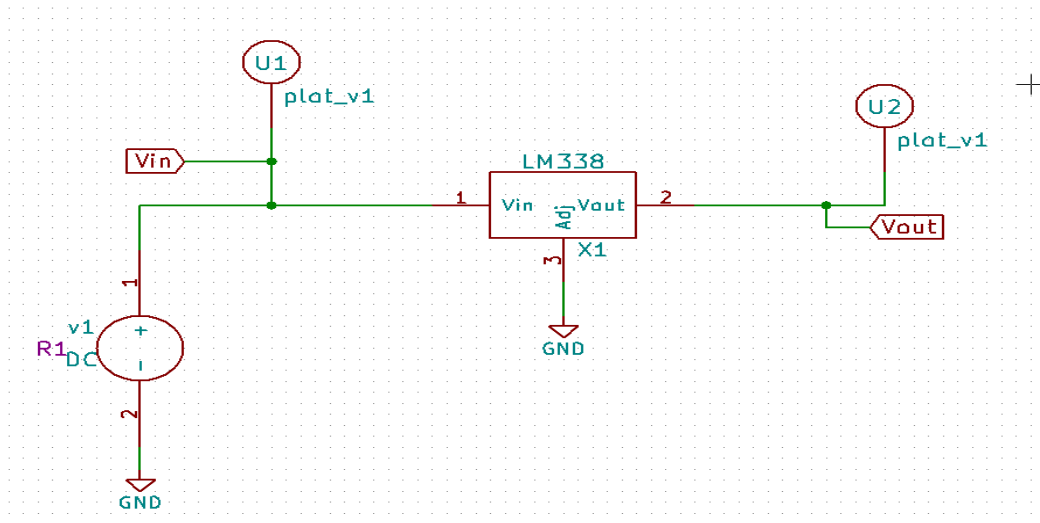 U1
plat_v1
U2
plat_v1
Vin
LM338
1
Vin
Adj
Vout
2
Vout
X1
3
GND
1
v1
+
R1
DC
2
GND